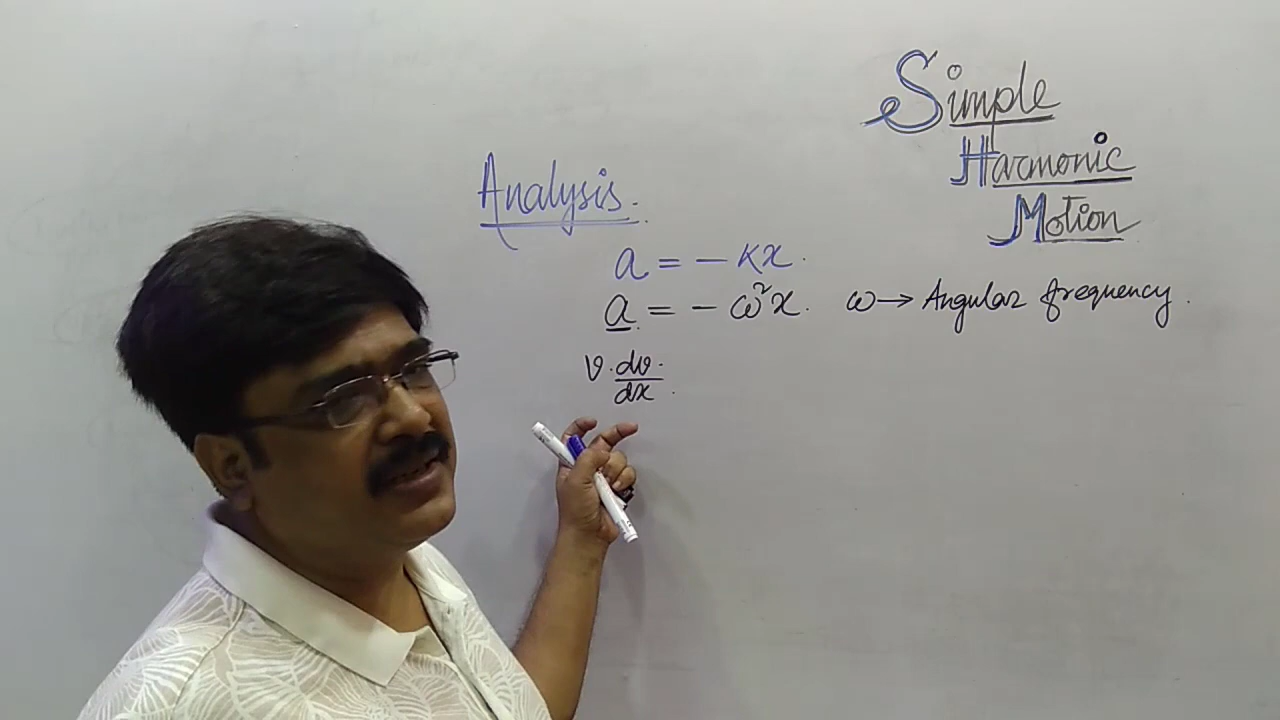 Simple
Harmonic
Motion
Analysis.
a = - Kx.
a = - ω²x. ω → Angular frequency.
v. dv.
dx.